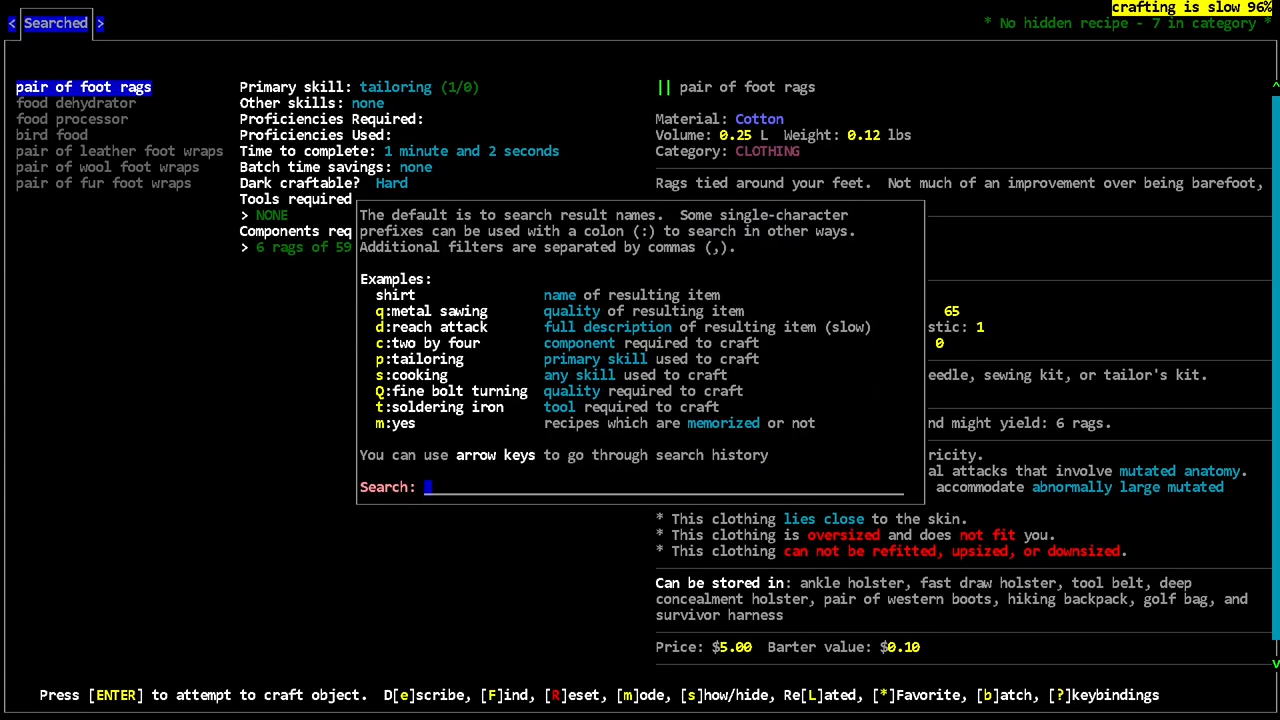 crafting is slow 96%
< Searched >
* No hidden recipe - 7 in category *
pair of foot rags
food dehydrator
food processor
bird food
pair of leather foot wraps
pair of wool foot wraps
pair of fur foot wraps
Primary skill: tailoring (1/0)
Other skills: none
Proficiencies Required:
Proficiencies Used:
Time to complete: 1 minute and 2 seconds
Batch time savings: none
Dark craftable? Hard
Tools required
> NONE
Components req
> 6 rags of 59
|| pair of foot rags
Material: Cotton
Volume: 0.25 L Weight: 0.12 lbs
Category: CLOTHING
Rags tied around your feet. Not much of an improvement over being barefoot,
The default is to search result names. Some single-character
prefixes can be used with a colon (:) to search in other ways.
Additional filters are separated by commas (,).
Examples:
shirt name of resulting item
q:metal sawing quality of resulting item
d:reach attack full description of resulting item (slow)
c:two by four component required to craft
p:tailoring primary skill used to craft
s:cooking any skill used to craft
Q:fine bolt turning quality required to craft
t:soldering iron tool required to craft
m:yes recipes which are memorized or not
You can use arrow keys to go through search history
Search:
65
stic: 1
0
eedle, sewing kit, or tailor's kit.
nd might yield: 6 rags.
ricity.
al attacks that involve mutated anatomy.
accommodate abnormally large mutated
* This clothing lies close to the skin.
* This clothing is oversized and does not fit you.
* This clothing can not be refitted, upsized, or downsized.
Can be stored in: ankle holster, fast draw holster, tool belt, deep
concealment holster, pair of western boots, hiking backpack, golf bag, and
survivor harness
Price: $5.00 Barter value: $0.10
Press [ENTER] to attempt to craft object. D[e]scribe, [F]ind, [R]eset, [m]ode, [s]how/hide, Re[L]ated, [*]Favorite, [b]atch, [?]keybindings